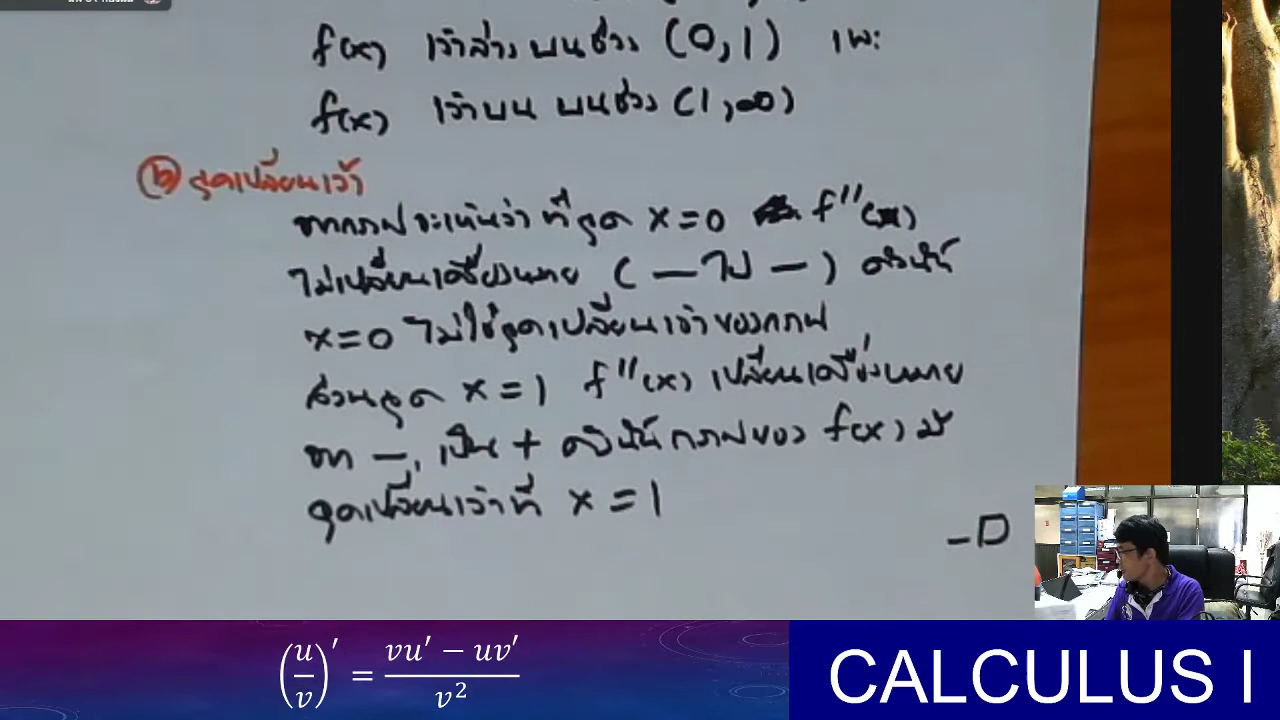 f(x) เว้าล่าง บนช่วง (0,1) และ
f(x) เว้าบน บนช่วง (1,∞)
(b) จุดเปลี่ยนเว้า
จากกราฟจะเห็นว่า ที่จุด x=0 f''(x)
ไม่เปลี่ยนเครื่องหมาย ( — ไป — ) ดังนั้น
x=0 ไม่ใช่จุดเปลี่ยนเว้าของกราฟ
ส่วนจุด x=1 f''(x) เปลี่ยนเครื่องหมาย
จาก — เป็น + ดังนั้น กราฟของ f(x) มี
จุดเปลี่ยนเว้าที่ x=1
(u/v)′ = (vu′ − uv′)/v²
CALCULUS I